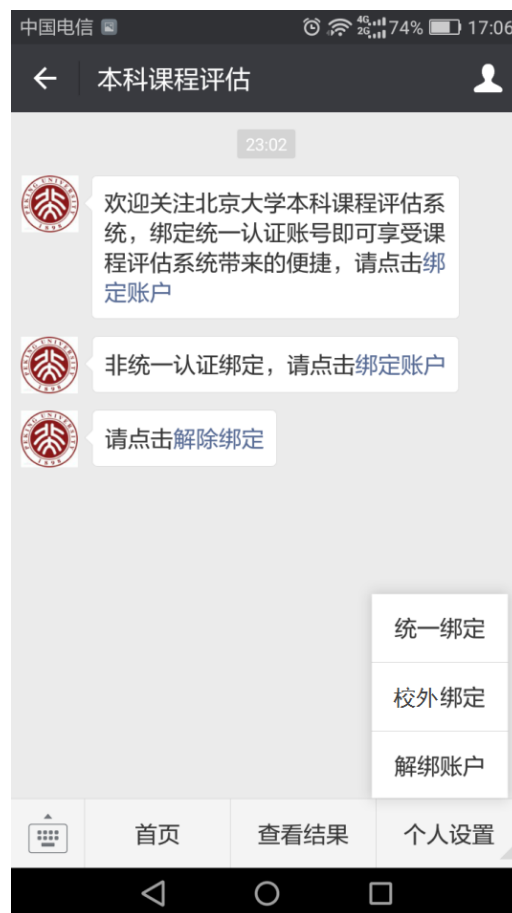 中国电信 4G 2G 74% 17:06
本科课程评估
23:02
欢迎关注北京大学本科课程评估系
统，绑定统一认证账号即可享受课
程评估系统带来的便捷，请点击绑
定账户
非统一认证绑定，请点击绑定账户
请点击解除绑定
统一绑定
校外绑定
解绑账户
首页 查看结果 个人设置